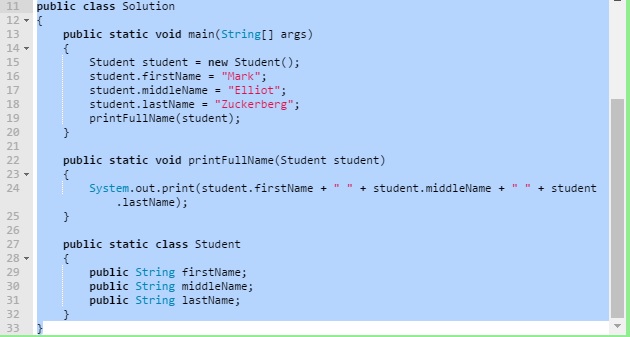 11 public class Solution
12 {
13 public static void main(String[] args)
14 {
15 Student student = new Student();
16 student.firstName = "Mark";
17 student.middleName = "Elliot";
18 student.lastName = "Zuckerberg";
19 printFullName(student);
20 }
21
22 public static void printFullName(Student student)
23 {
24 System.out.print(student.firstName + " " + student.middleName + " " + student
.lastName);
25 }
26
27 public static class Student
28 {
29 public String firstName;
30 public String middleName;
31 public String lastName;
32 }
33 }